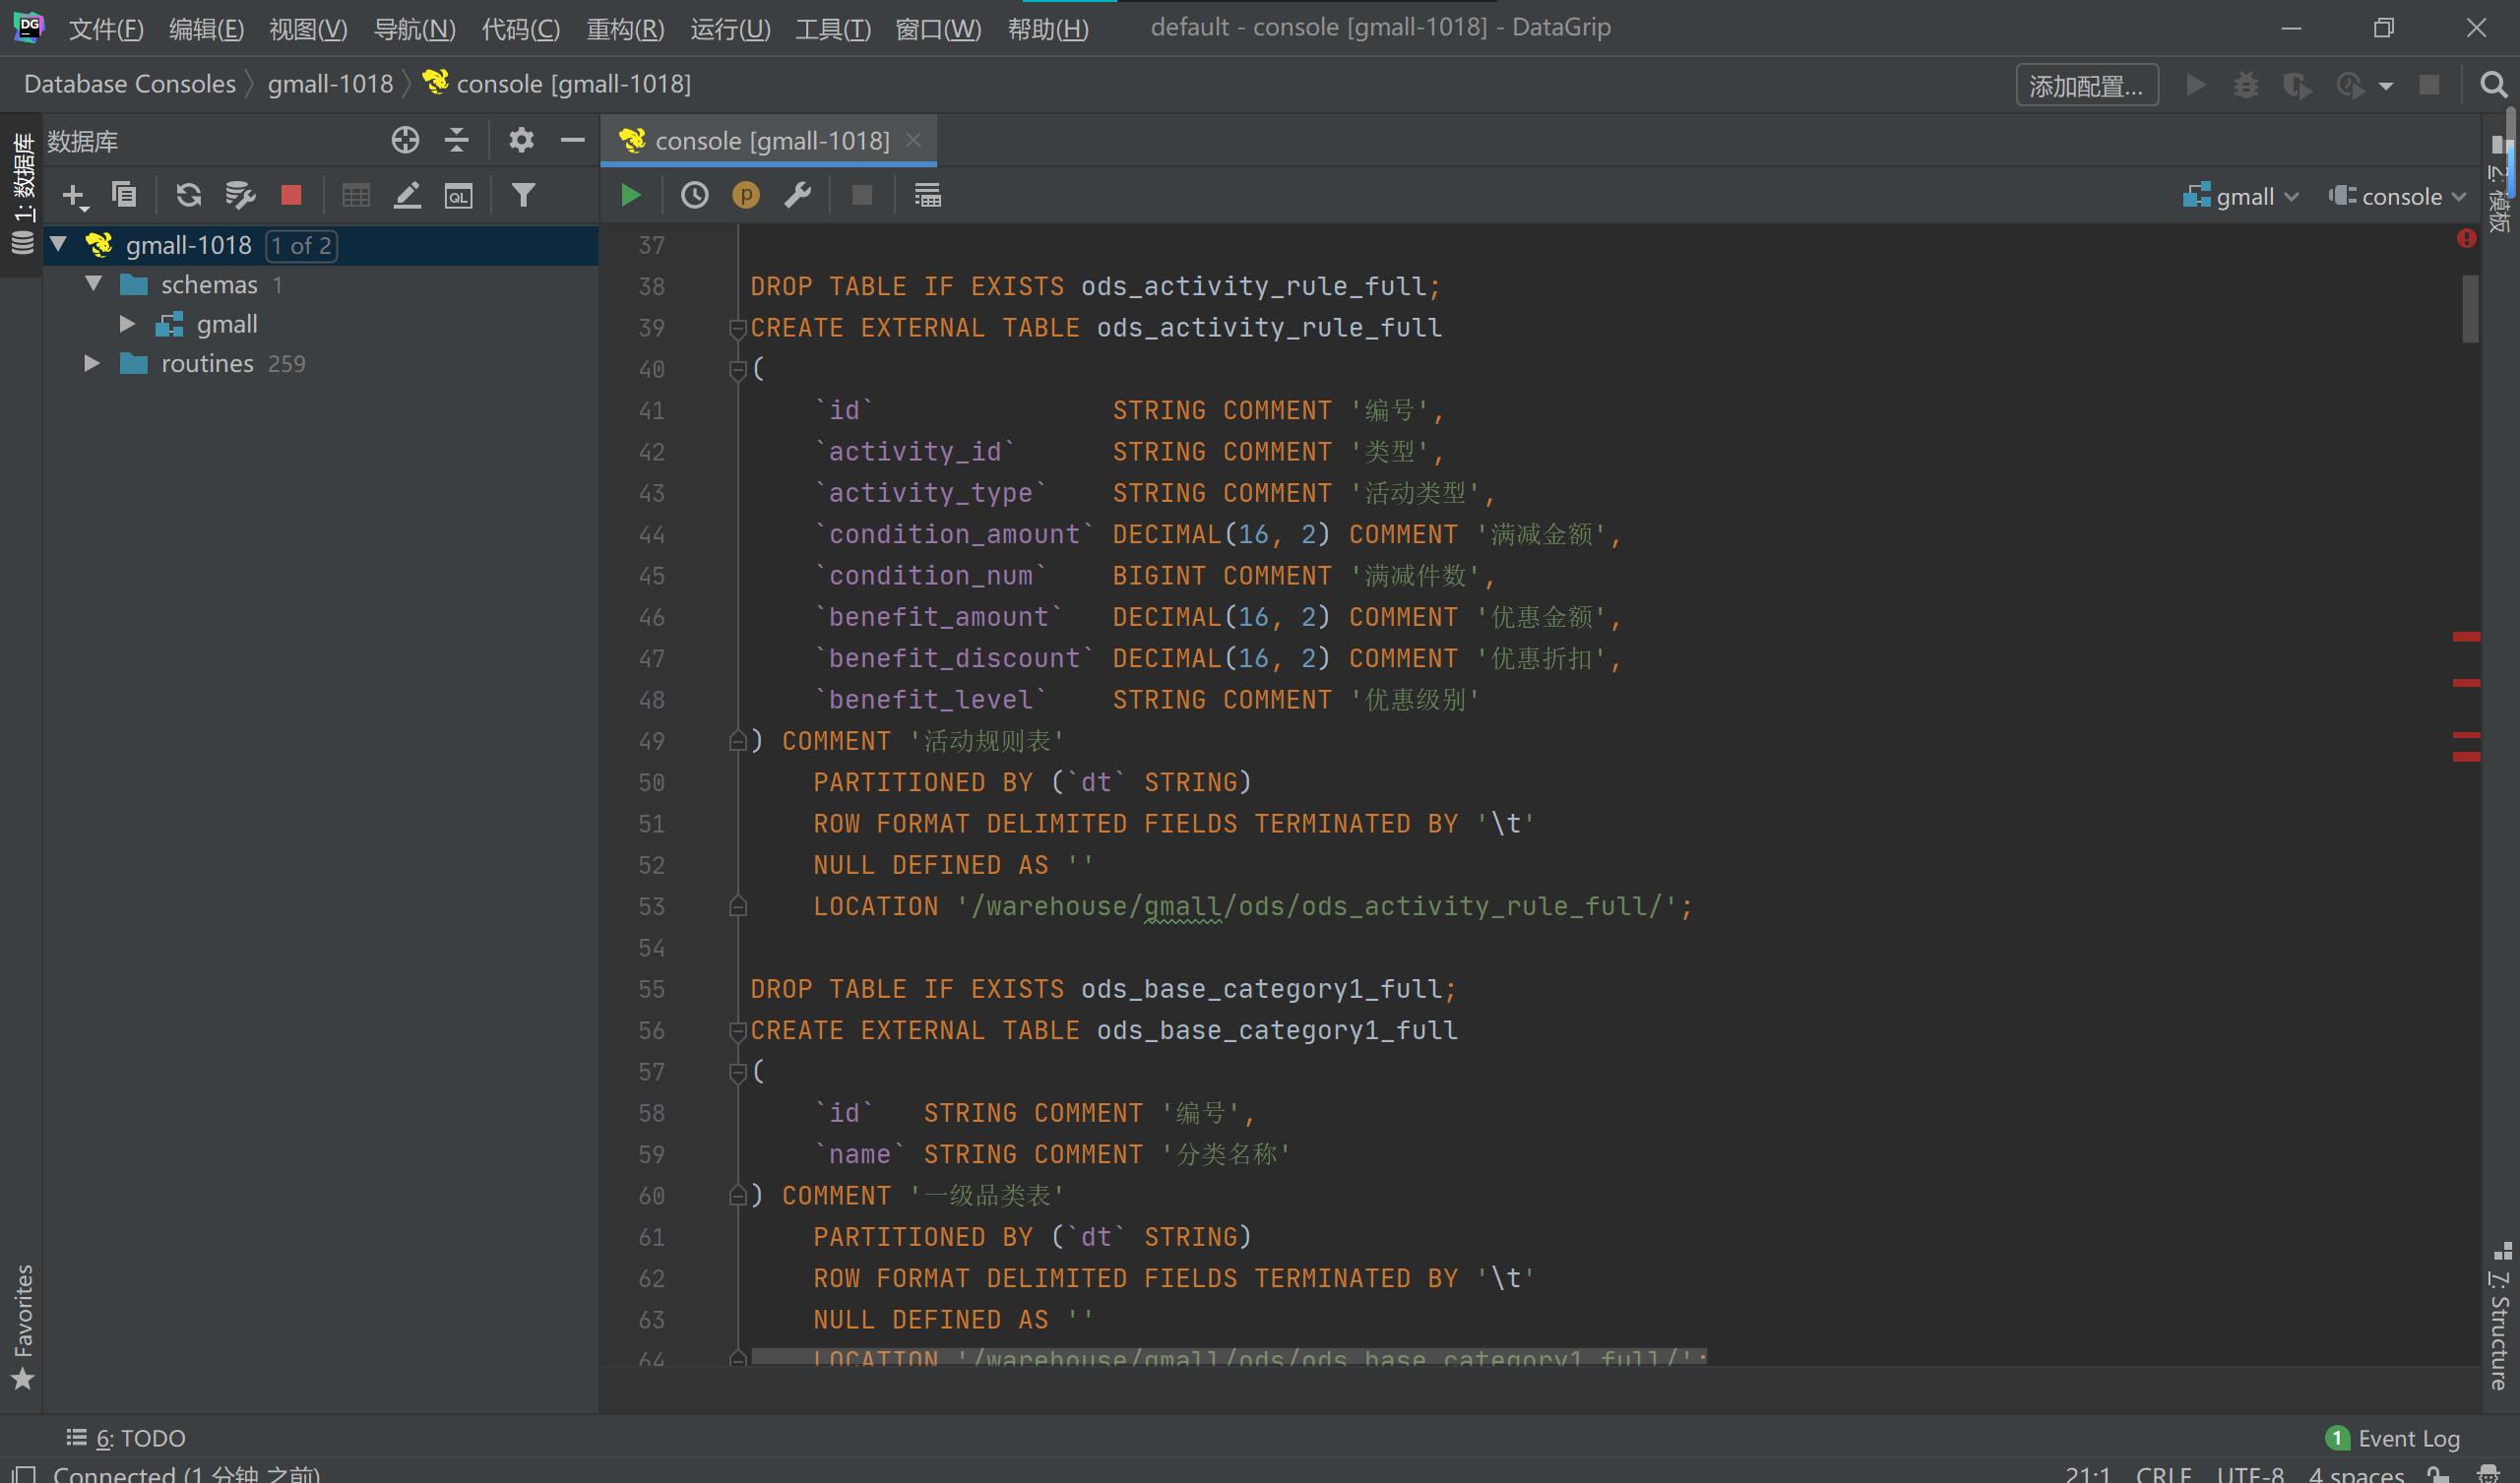 文件(F) 编辑(E) 视图(V) 导航(N) 代码(C) 重构(R) 运行(U) 工具(T) 窗口(W) 帮助(H) default - console [gmall-1018] - DataGrip
Database Consoles gmall-1018 console [gmall-1018] 添加配置...
1: 数据库
数据库
console [gmall-1018]
gmall console
gmall-1018 1 of 2
schemas 1
gmall
routines 259
37
38 DROP TABLE IF EXISTS ods_activity_rule_full;
39 CREATE EXTERNAL TABLE ods_activity_rule_full
40 (
41 `id` STRING COMMENT '编号',
42 `activity_id` STRING COMMENT '类型',
43 `activity_type` STRING COMMENT '活动类型',
44 `condition_amount` DECIMAL(16, 2) COMMENT '满减金额',
45 `condition_num` BIGINT COMMENT '满减件数',
46 `benefit_amount` DECIMAL(16, 2) COMMENT '优惠金额',
47 `benefit_discount` DECIMAL(16, 2) COMMENT '优惠折扣',
48 `benefit_level` STRING COMMENT '优惠级别'
49 ) COMMENT '活动规则表'
50 PARTITIONED BY (`dt` STRING)
51 ROW FORMAT DELIMITED FIELDS TERMINATED BY '\t'
52 NULL DEFINED AS ''
53 LOCATION '/warehouse/gmall/ods/ods_activity_rule_full/';
54
55 DROP TABLE IF EXISTS ods_base_category1_full;
56 CREATE EXTERNAL TABLE ods_base_category1_full
57 (
58 `id` STRING COMMENT '编号',
59 `name` STRING COMMENT '分类名称'
60 ) COMMENT '一级品类表'
61 PARTITIONED BY (`dt` STRING)
62 ROW FORMAT DELIMITED FIELDS TERMINATED BY '\t'
63 NULL DEFINED AS ''
64 LOCATION '/warehouse/gmall/ods/ods_base_category1_full/';
2: 模板
7: Structure
Favorites
6: TODO
1 Event Log
Connected (1 分钟 之前) 21:1 CRLF UTF-8 4 spaces